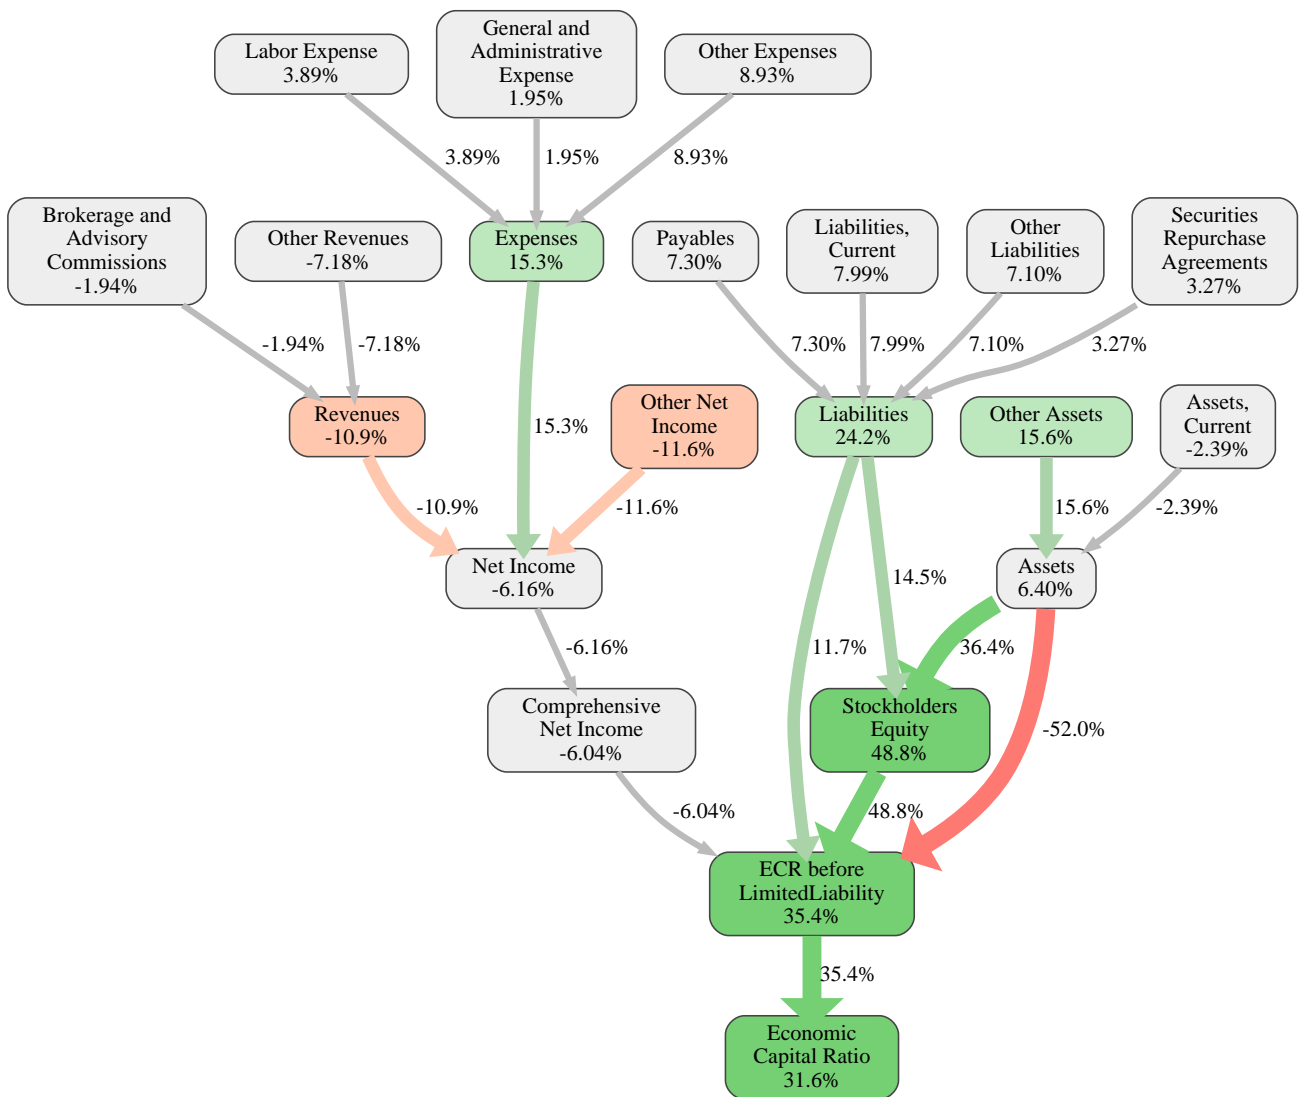 Labor Expense
3.89%
General and
Administrative
Expense
1.95%
Other Expenses
8.93%
3.89%
1.95%
8.93%
Brokerage and
Advisory
Commissions
-1.94%
Other Revenues
-7.18%
Expenses
15.3%
Payables
7.30%
Liabilities,
Current
7.99%
Other
Liabilities
7.10%
Securities
Repurchase
Agreements
3.27%
-1.94%
-7.18%
7.30%
7.99%
7.10%
3.27%
Revenues
-10.9%
15.3%
Other Net
Income
-11.6%
Liabilities
24.2%
Other Assets
15.6%
Assets,
Current
-2.39%
-10.9%
-11.6%
15.6%
-2.39%
Net Income
-6.16%
14.5%
Assets
6.40%
-6.16%
11.7%
36.4%
Comprehensive
Net Income
-6.04%
Stockholders
Equity
48.8%
-52.0%
-6.04%
48.8%
ECR before
LimitedLiability
35.4%
35.4%
Economic
Capital Ratio
31.6%